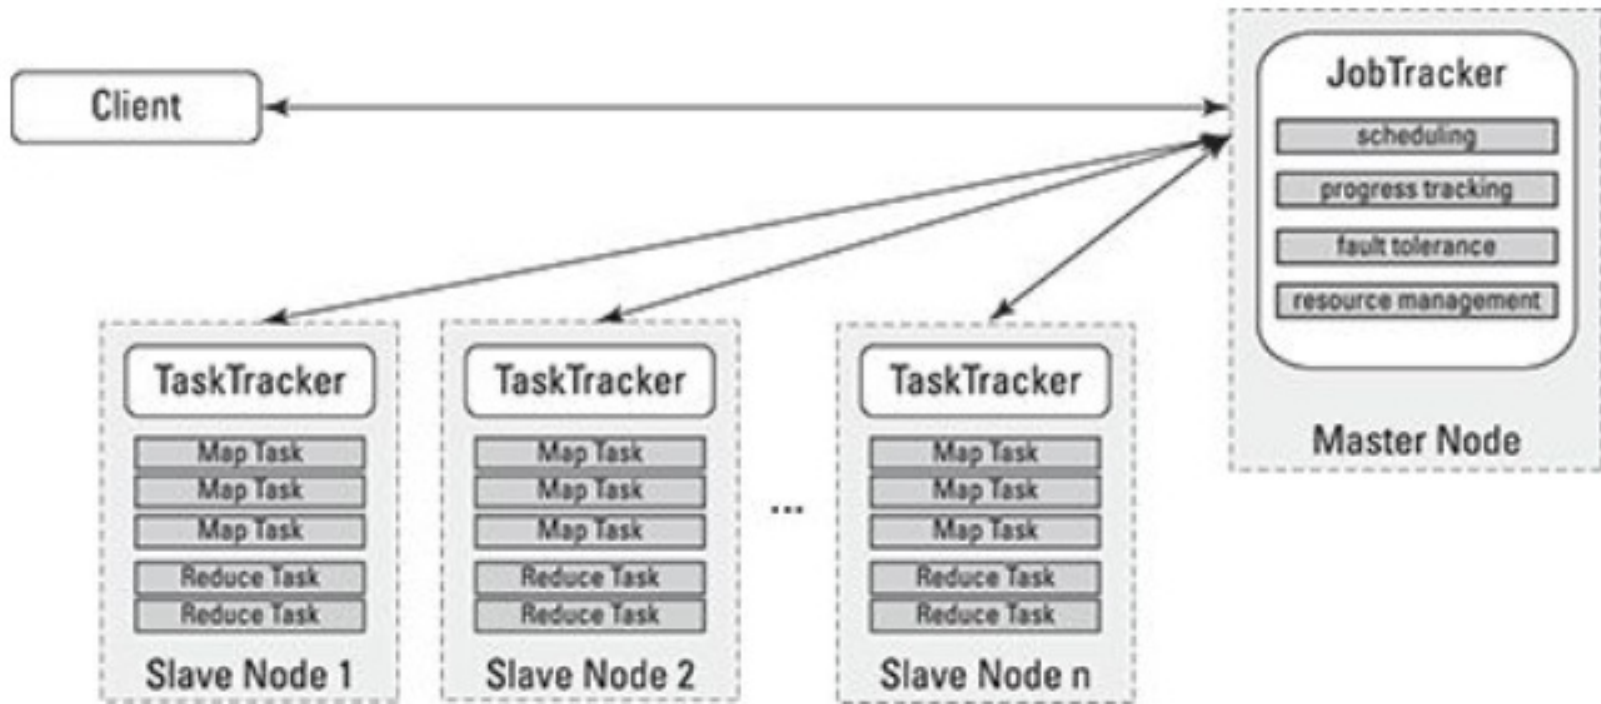 Client
JobTracker
scheduling
progress tracking
fault tolerance
resource management
Master Node
TaskTracker
Map Task
Map Task
Map Task
Reduce Task
Reduce Task
Slave Node 1
TaskTracker
Map Task
Map Task
Map Task
Reduce Task
Reduce Task
Slave Node 2
...
TaskTracker
Map Task
Map Task
Map Task
Reduce Task
Reduce Task
Slave Node n